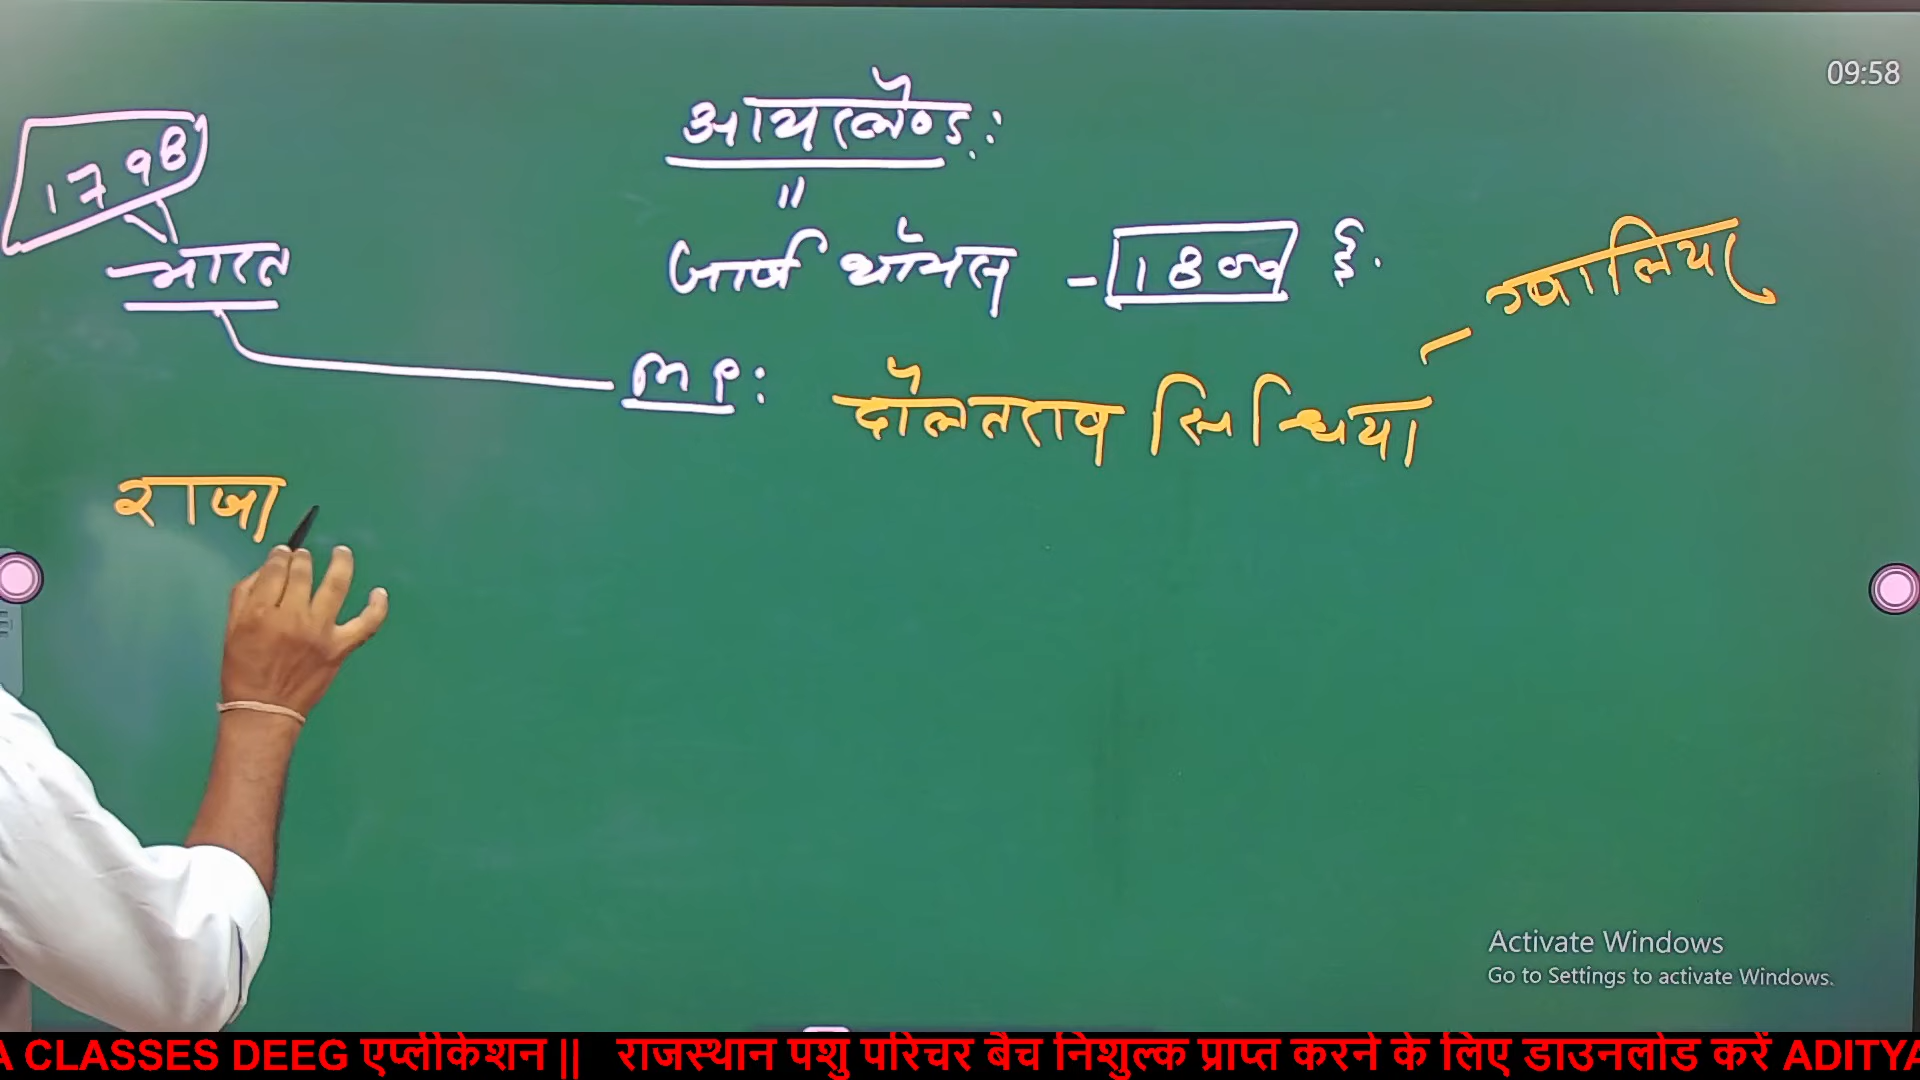 09:58
आयरलैण्ड :
1798
"
भारत
जार्ज थॉमस - 1800 ई.
ग्वालियर
MP :
दौलतराव सिंधिया
राजा
Activate Windows
Go to Settings to activate Windows.
A CLASSES DEEG एप्लीकेशन || राजस्थान पशु परिचर बैच निशुल्क प्राप्त करने के लिए डाउनलोड करें ADITYA